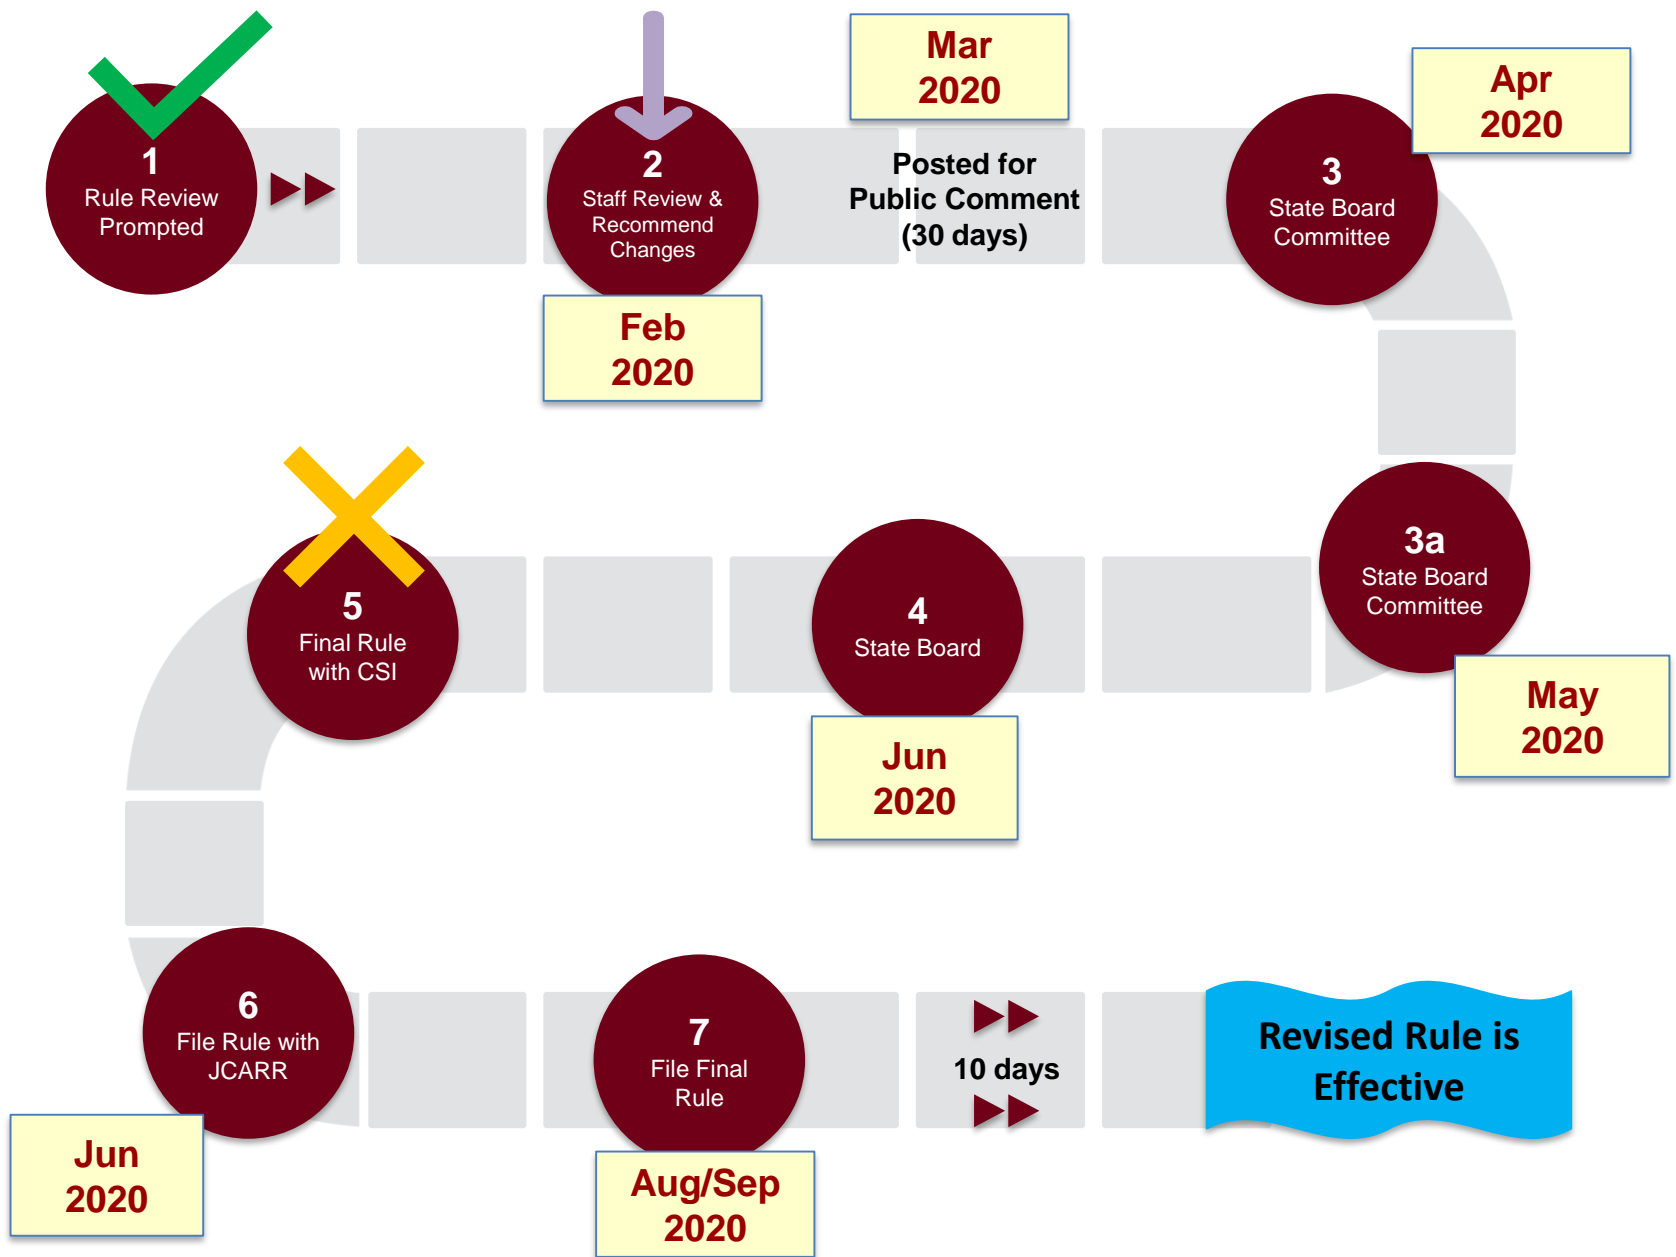 1
Rule Review
Prompted
2
Staff Review &
Recommend
Changes
Feb
2020
Mar
2020
Posted for
Public Comment
(30 days)
3
State Board
Committee
Apr
2020
3a
State Board
Committee
May
2020
4
State Board
Jun
2020
5
Final Rule
with CSI
6
File Rule with
JCARR
Jun
2020
7
File Final
Rule
Aug/Sep
2020
10 days
Revised Rule is
Effective